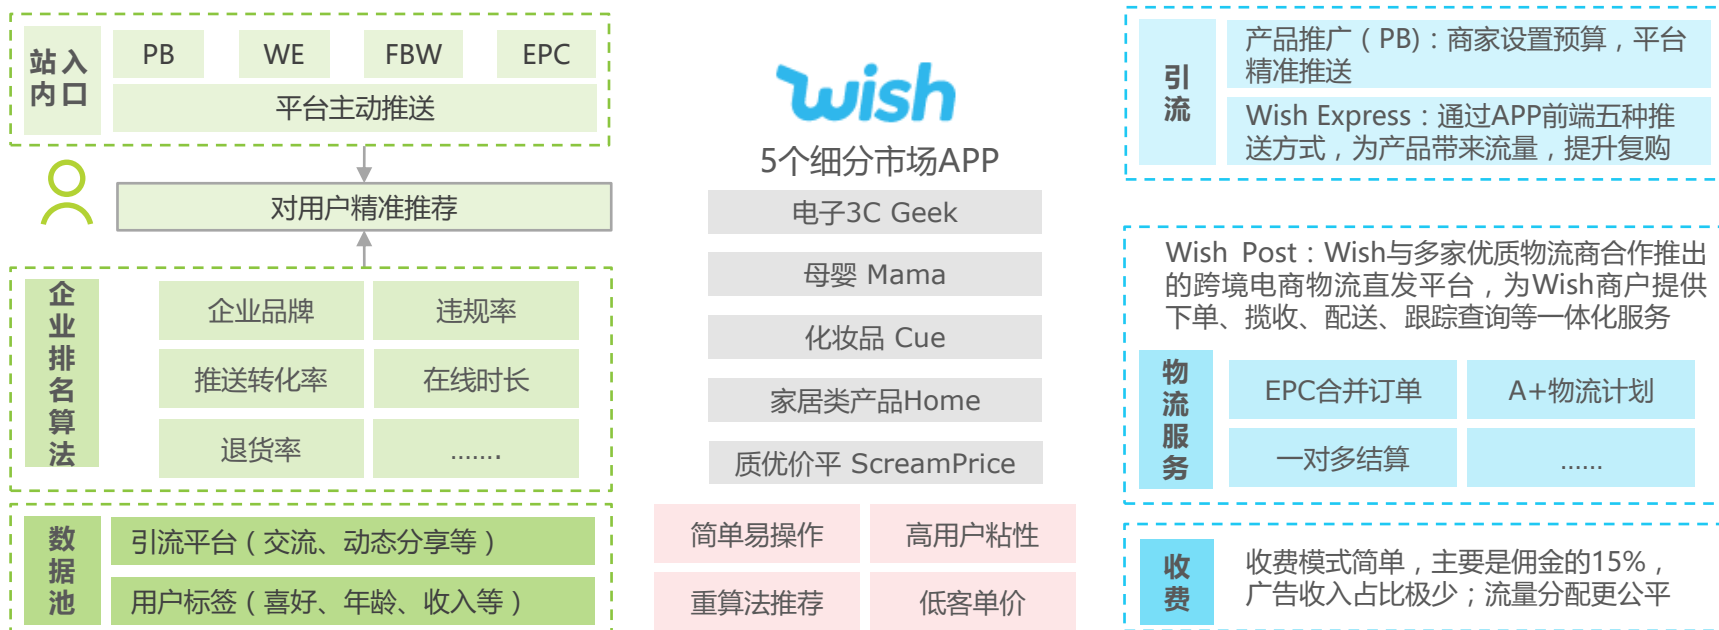 站内入口
PB
WE
FBW
EPC
平台主动推送
对用户精准推荐
企业排名算法
企业品牌
违规率
推送转化率
在线时长
退货率
…….
数据池
引流平台（交流、动态分享等）
用户标签（喜好、年龄、收入等）
wish
5个细分市场APP
电子3C Geek
母婴 Mama
化妆品 Cue
家居类产品Home
质优价平 ScreamPrice
简单易操作
高用户粘性
重算法推荐
低客单价
引流
产品推广（PB)：商家设置预算，平台
精准推送
Wish Express：通过APP前端五种推
送方式，为产品带来流量，提升复购
Wish Post：Wish与多家优质物流商合作推出
的跨境电商物流直发平台，为Wish商户提供
下单、揽收、配送、跟踪查询等一体化服务
物流服务
EPC合并订单
A+物流计划
一对多结算
……
收费
收费模式简单，主要是佣金的15%，
广告收入占比极少；流量分配更公平